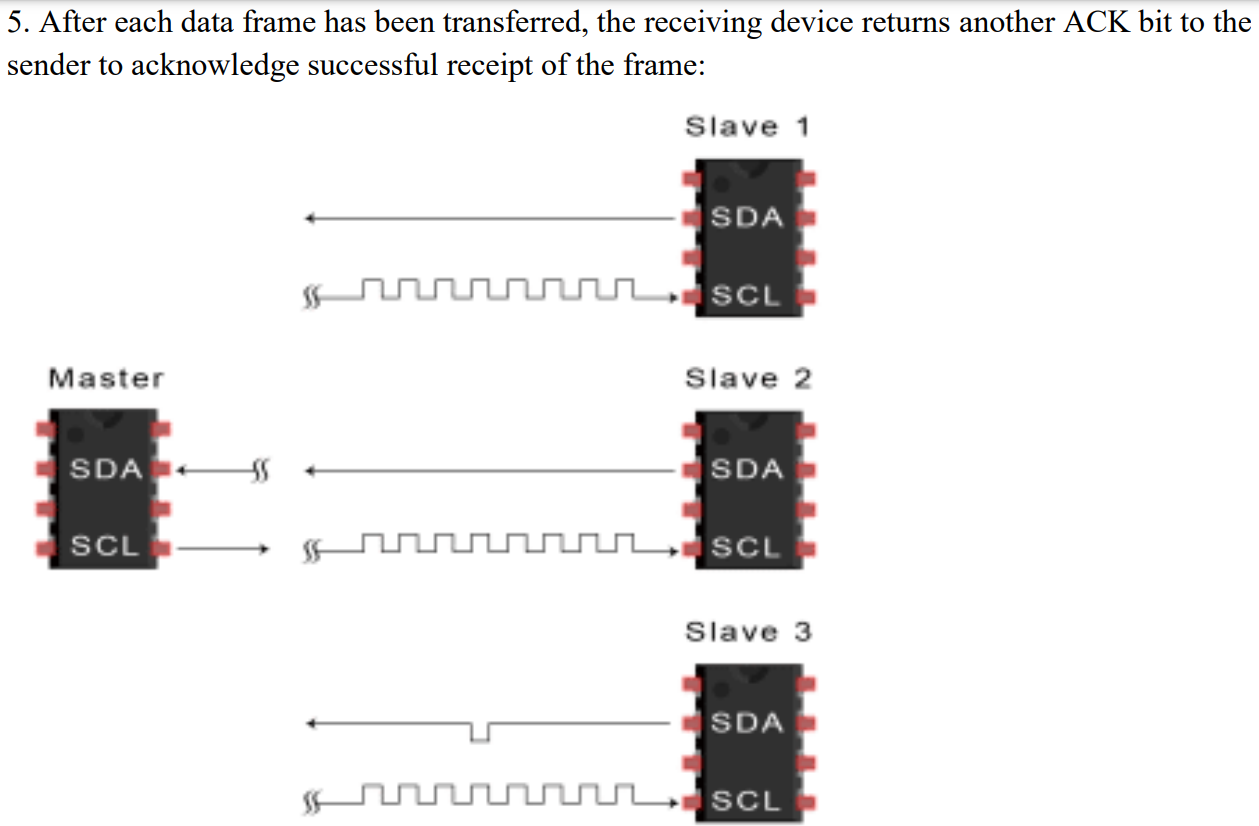 5. After each data frame has been transferred, the receiving device returns another ACK bit to the
sender to acknowledge successful receipt of the frame:
Slave 1
SDA
SCL
Master
SDA
SCL
Slave 2
SDA
SCL
Slave 3
SDA
SCL